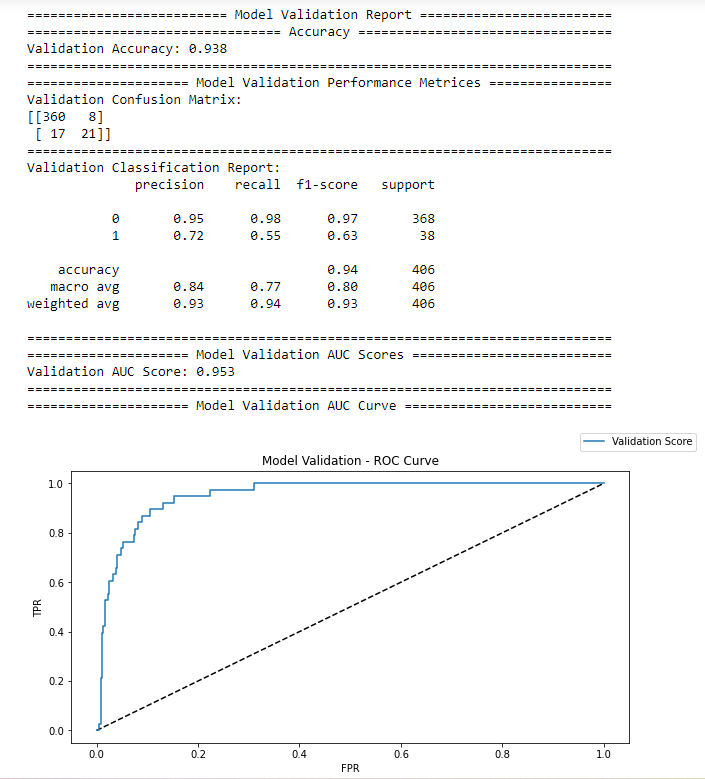 ========================== Model Validation Report =========================
================================= Accuracy =================================
Validation Accuracy: 0.938
============================================================================
===================== Model Validation Performance Metrices ================
Validation Confusion Matrix:
[[360   8]
 [ 17  21]]
============================================================================
Validation Classification Report:
              precision    recall  f1-score   support
           0       0.95      0.98      0.97       368
           1       0.72      0.55      0.63        38
    accuracy                           0.94       406
   macro avg       0.84      0.77      0.80       406
weighted avg       0.93      0.94      0.93       406
============================================================================
===================== Model Validation AUC Scores ==========================
Validation AUC Score: 0.953
============================================================================
===================== Model Validation AUC Curve ===========================
Validation Score
Model Validation - ROC Curve
1.0
0.8
0.6
0.4
0.2
0.0
TPR
0.0 0.2 0.4 0.6 0.8 1.0
FPR